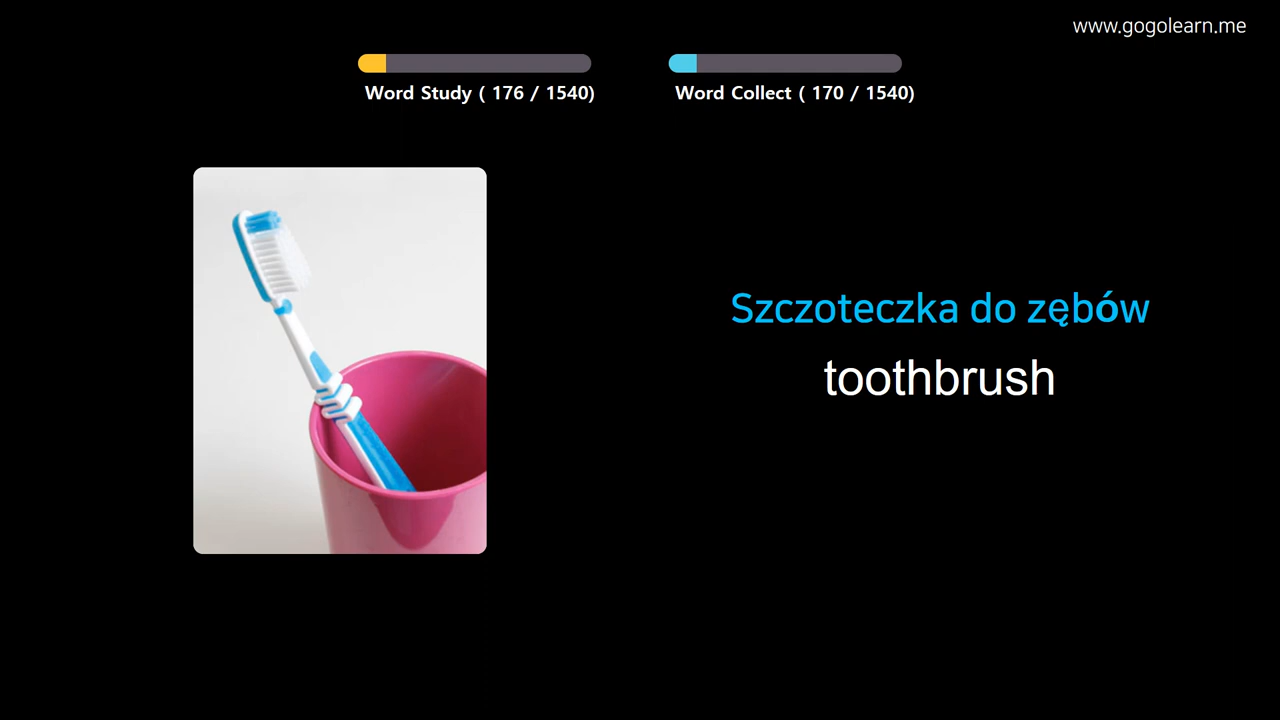 www.gogolearn.me
Word Study ( 176 / 1540)
Word Collect ( 170 / 1540)
Szczoteczka do zębów
toothbrush